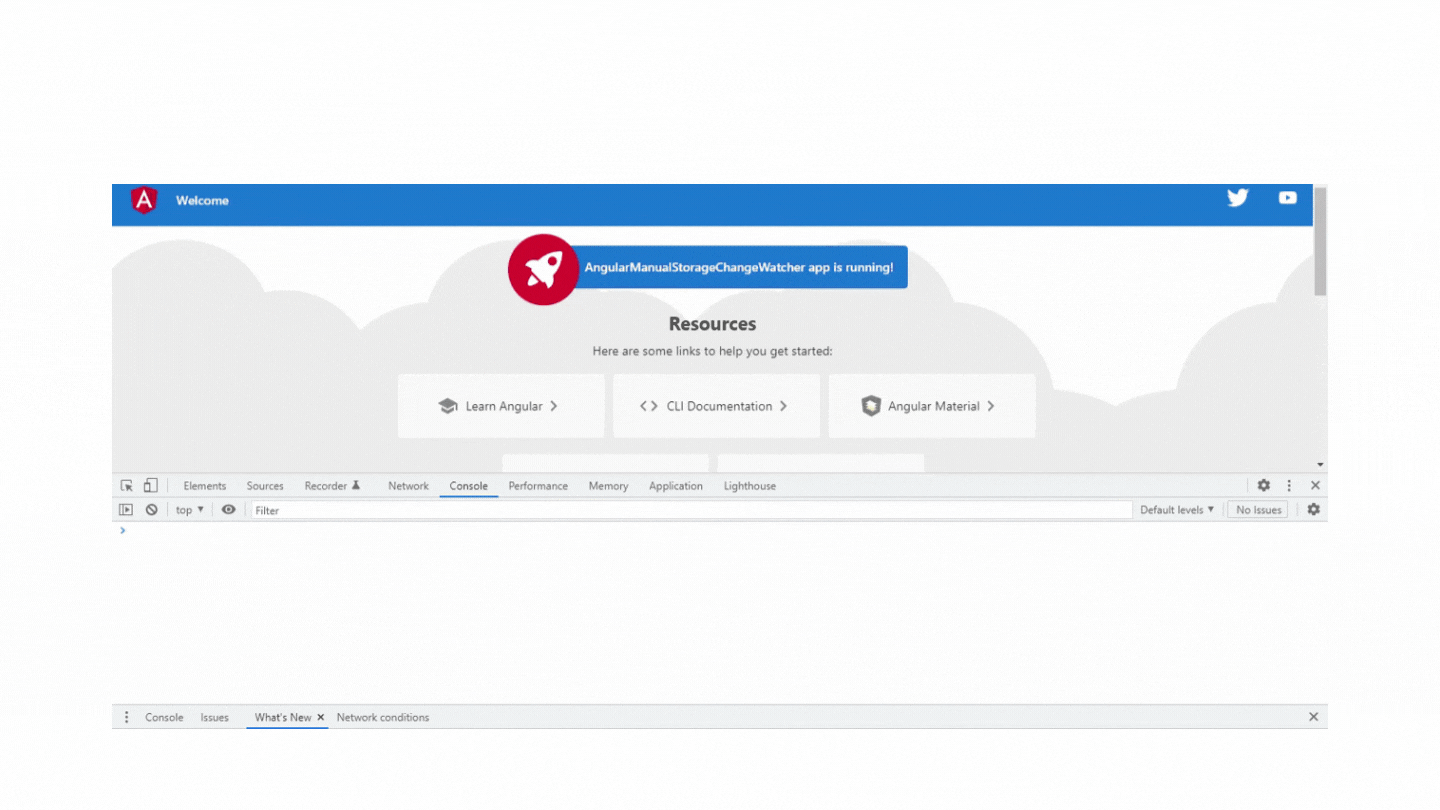 Welcome
AngularManualStorageChangeWatcher app is running!
Resources
Here are some links to help you get started:
Learn Angular
CLI Documentation
Angular Material
Elements Sources Recorder Network Console Performance Memory Application Lighthouse
top Filter Default levels No Issues
Console Issues What's New Network conditions